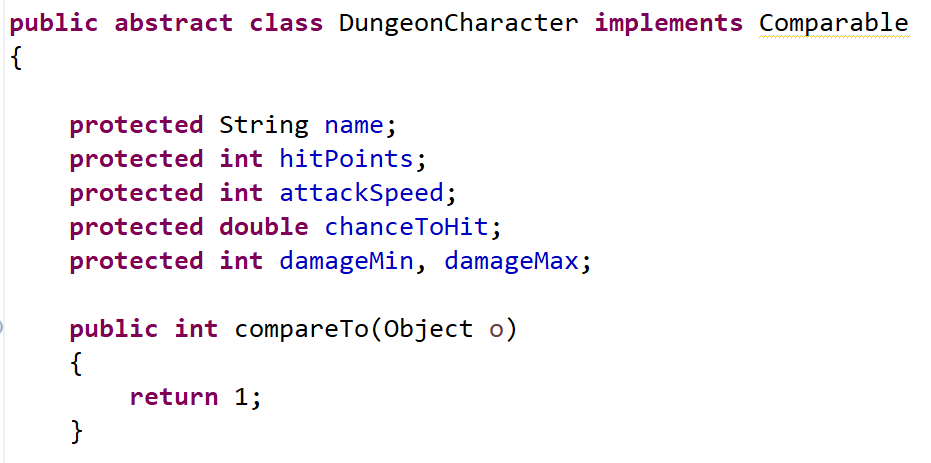 public abstract class DungeonCharacter implements Comparable
{
protected String name;
protected int hitPoints;
protected int attackSpeed;
protected double chanceToHit;
protected int damageMin, damageMax;
public int compareTo(Object o)
{
return 1;
}